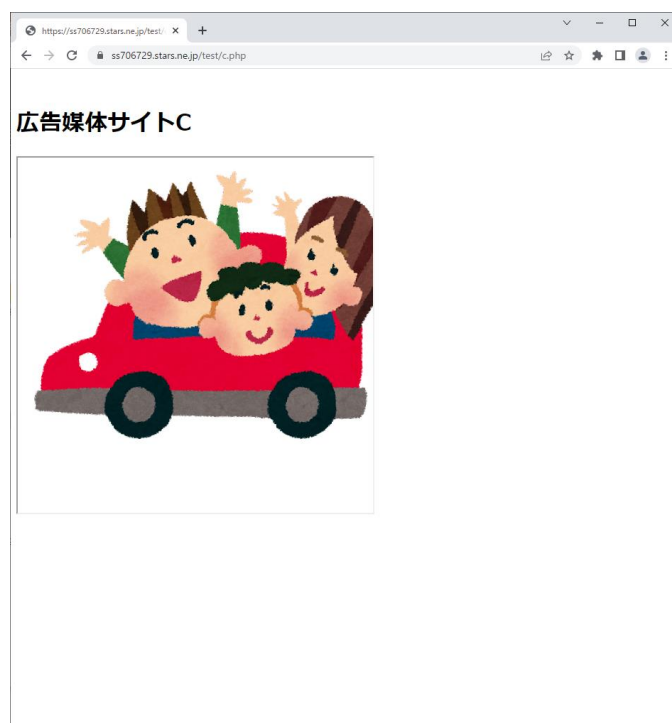 https://ss706729.stars.ne.jp/test/
ss706729.stars.ne.jp/test/c.php
広告媒体サイトC